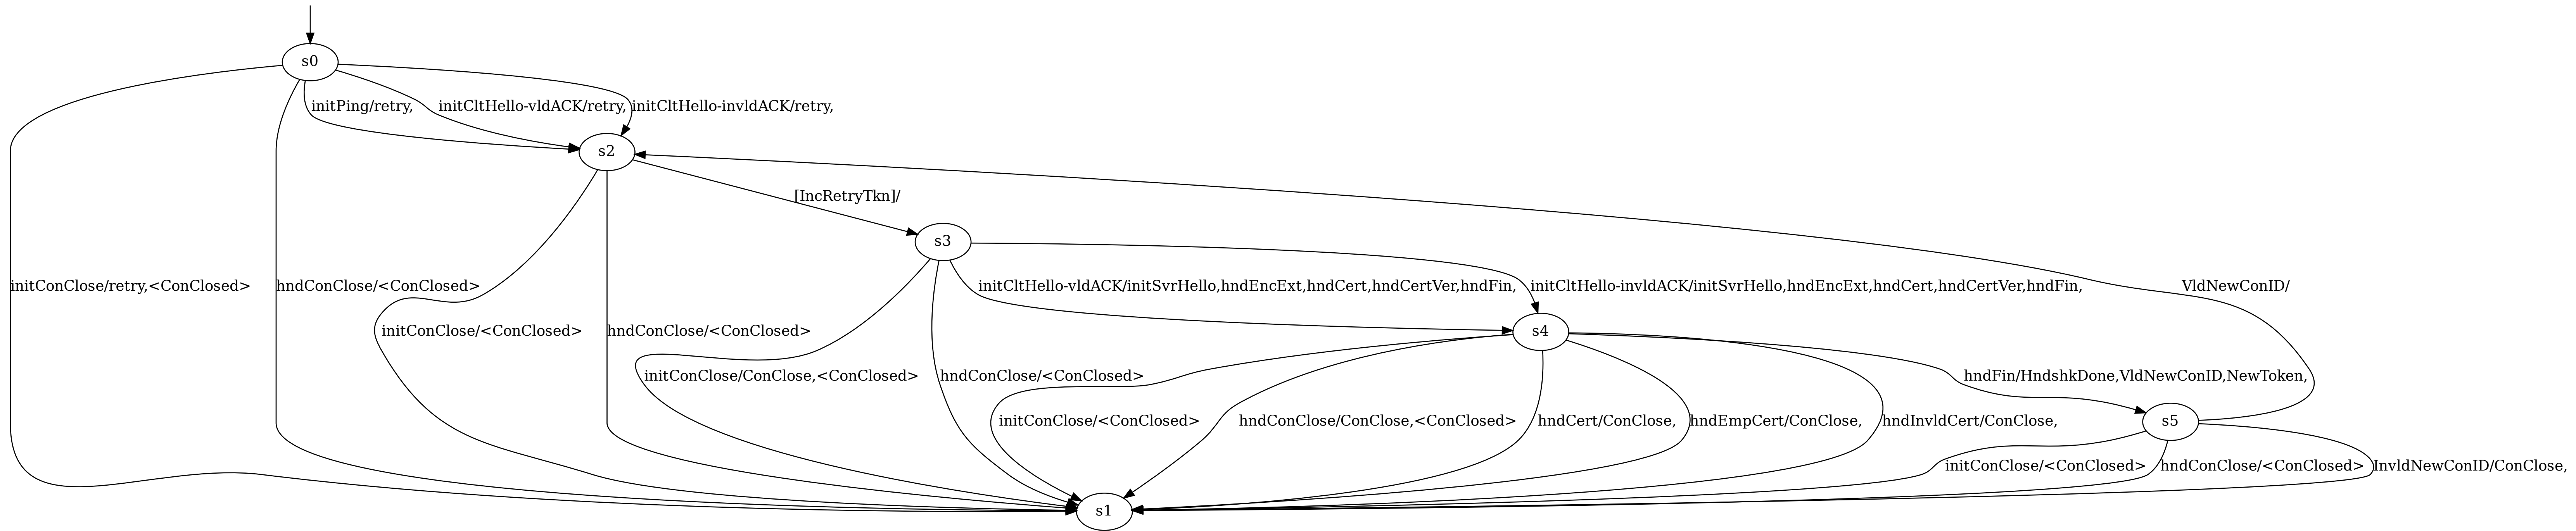 s0
initPing/retry,
initCltHello-vldACK/retry,
initCltHello-invldACK/retry,
s2
[IncRetryTkn]/
s3
initConClose/retry,<ConClosed>
hndConClose/<ConClosed>
initCltHello-vldACK/initSvrHello,hndEncExt,hndCert,hndCertVer,hndFin,
initCltHello-invldACK/initSvrHello,hndEncExt,hndCert,hndCertVer,hndFin,
VldNewConID/
initConClose/<ConClosed>
hndConClose/<ConClosed>
s4
initConClose/ConClose,<ConClosed>
hndConClose/<ConClosed>
hndFin/HndshkDone,VldNewConID,NewToken,
initConClose/<ConClosed>
hndConClose/ConClose,<ConClosed>
hndCert/ConClose,
hndEmpCert/ConClose,
hndInvldCert/ConClose,
s5
initConClose/<ConClosed>
hndConClose/<ConClosed>
InvldNewConID/ConClose,
s1